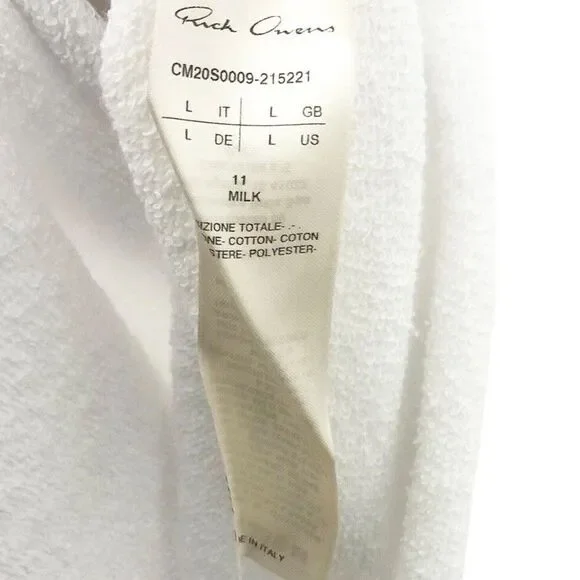 Rick Owens
CM20S0009-215221
L IT L GB
L DE L US
11
MILK
ZIONE TOTALE- .- .
ONE- COTTON- COTON
STERE- POLYESTER-
E IN ITALY